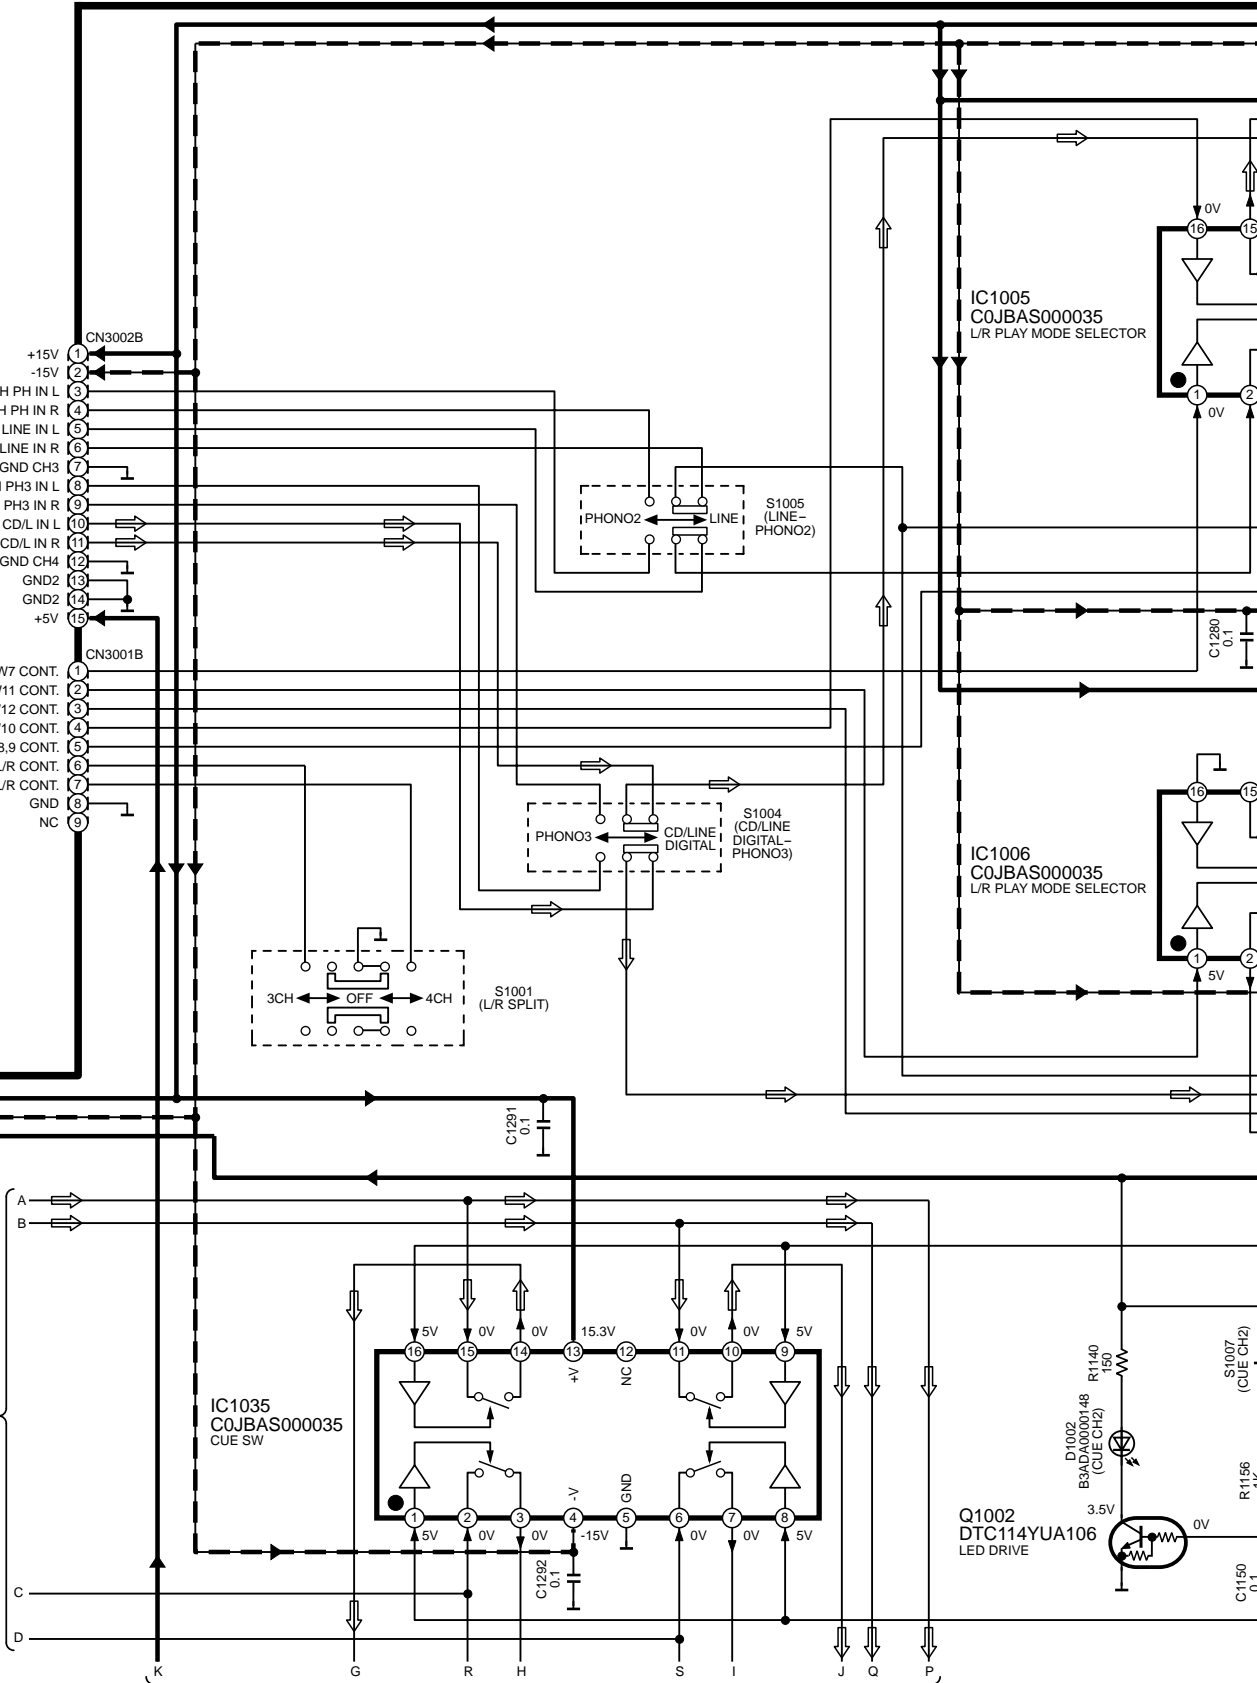 CN3002B
+15V 1
-15V 2
H PH IN L 3
H PH IN R 4
LINE IN L 5
LINE IN R 6
GND CH3 7
PH3 IN L 8
PH3 IN R 9
CD/L IN L 10
CD/L IN R 11
GND CH4 12
GND2 13
GND2 14
+5V 15
CN3001B
W7 CONT. 1
11 CONT. 2
12 CONT. 3
10 CONT. 4
8,9 CONT. 5
L/R CONT. 6
L/R CONT. 7
GND 8
NC 9
0V
16 15
IC1005
C0JBAS000035
L/R PLAY MODE SELECTOR
1 2
0V
PHONO2 LINE
S1005
(LINE-
PHONO2)
C1280
0.1
PHONO3 CD/LINE
DIGITAL
S1004
(CD/LINE
DIGITAL-
PHONO3)
16 15
IC1006
C0JBAS000035
L/R PLAY MODE SELECTOR
1 2
5V
3CH OFF 4CH
S1001
(L/R SPLIT)
C1291
0.1
A
B
5V 0V 0V 15.3V 0V 0V 5V
16 15 14 13 12 11 10 9
+V NC
IC1035
C0JBAS000035
CUE SW
-V GND
1 2 3 4 5 6 7 8
5V 0V 0V -15V 0V 0V 5V
C1292
0.1
R1140
150
S1007
(CUE CH2)
D1002
B3ADA0000148
(CUE CH2)
R1156
1K
3.5V
0V
Q1002
DTC114YUA106
LED DRIVE
C1150
0.1
C
D
K G R H S I J Q P